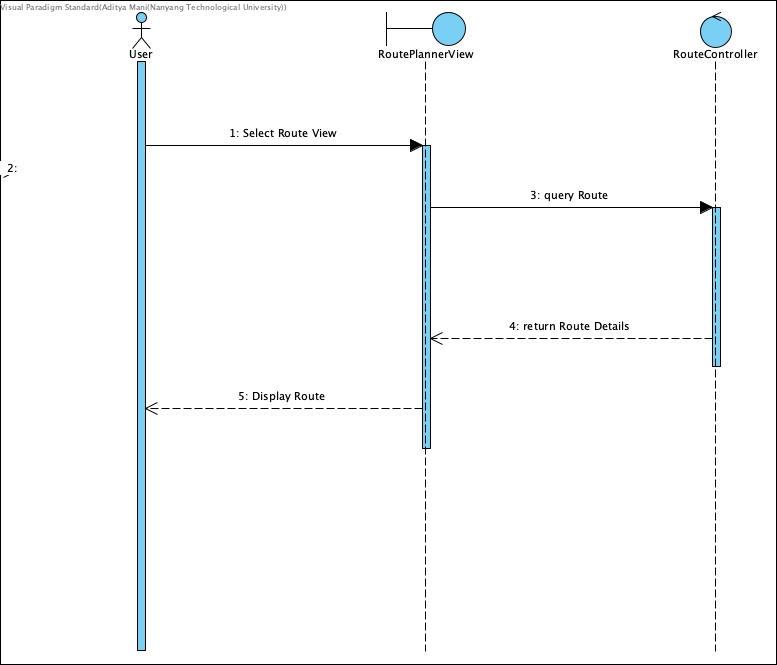 Visual Paradigm Standard(Aditya Mani(Nanyang Technological University))
User
RoutePlannerView
RouteController
1: Select Route View
2:
3: query Route
4: return Route Details
5: Display Route